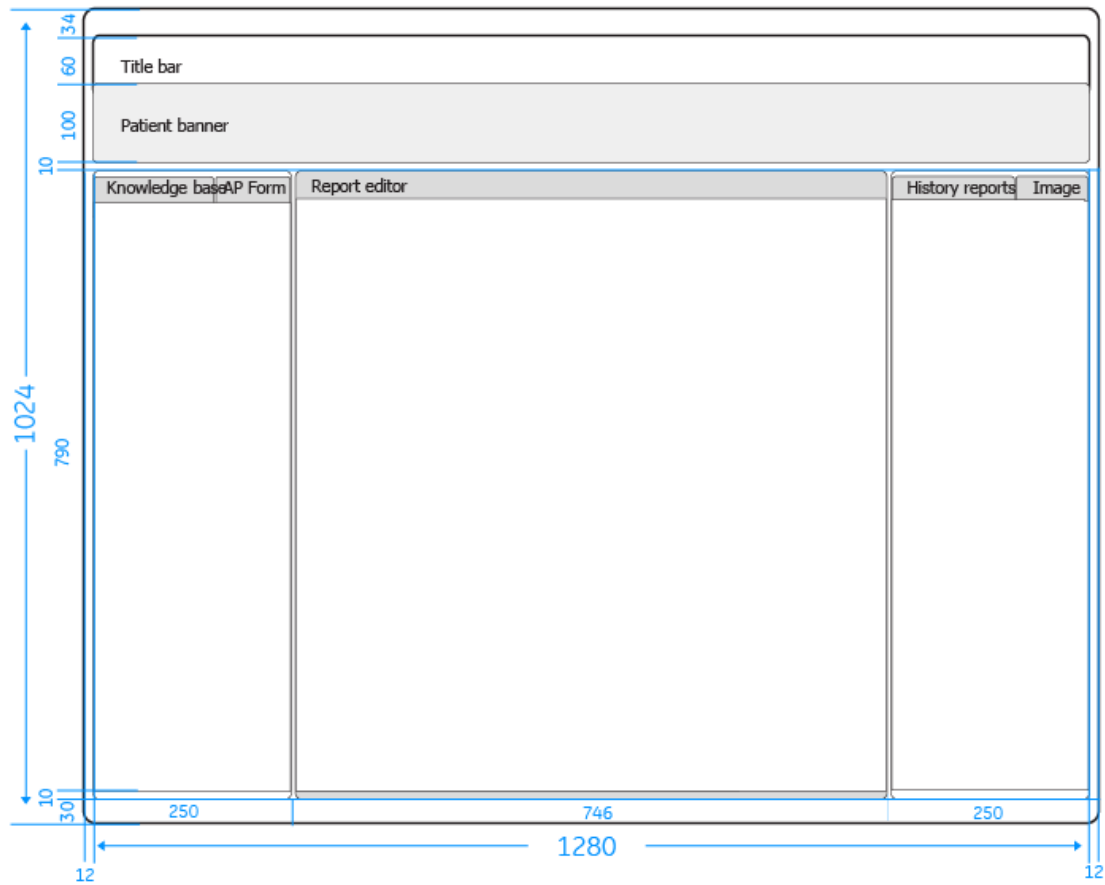 34
60
Title bar
100
Patient banner
10
Knowledge base AP Form
Report editor
History reports Image
1024
790
10
30
250 746 250
1280
12 12